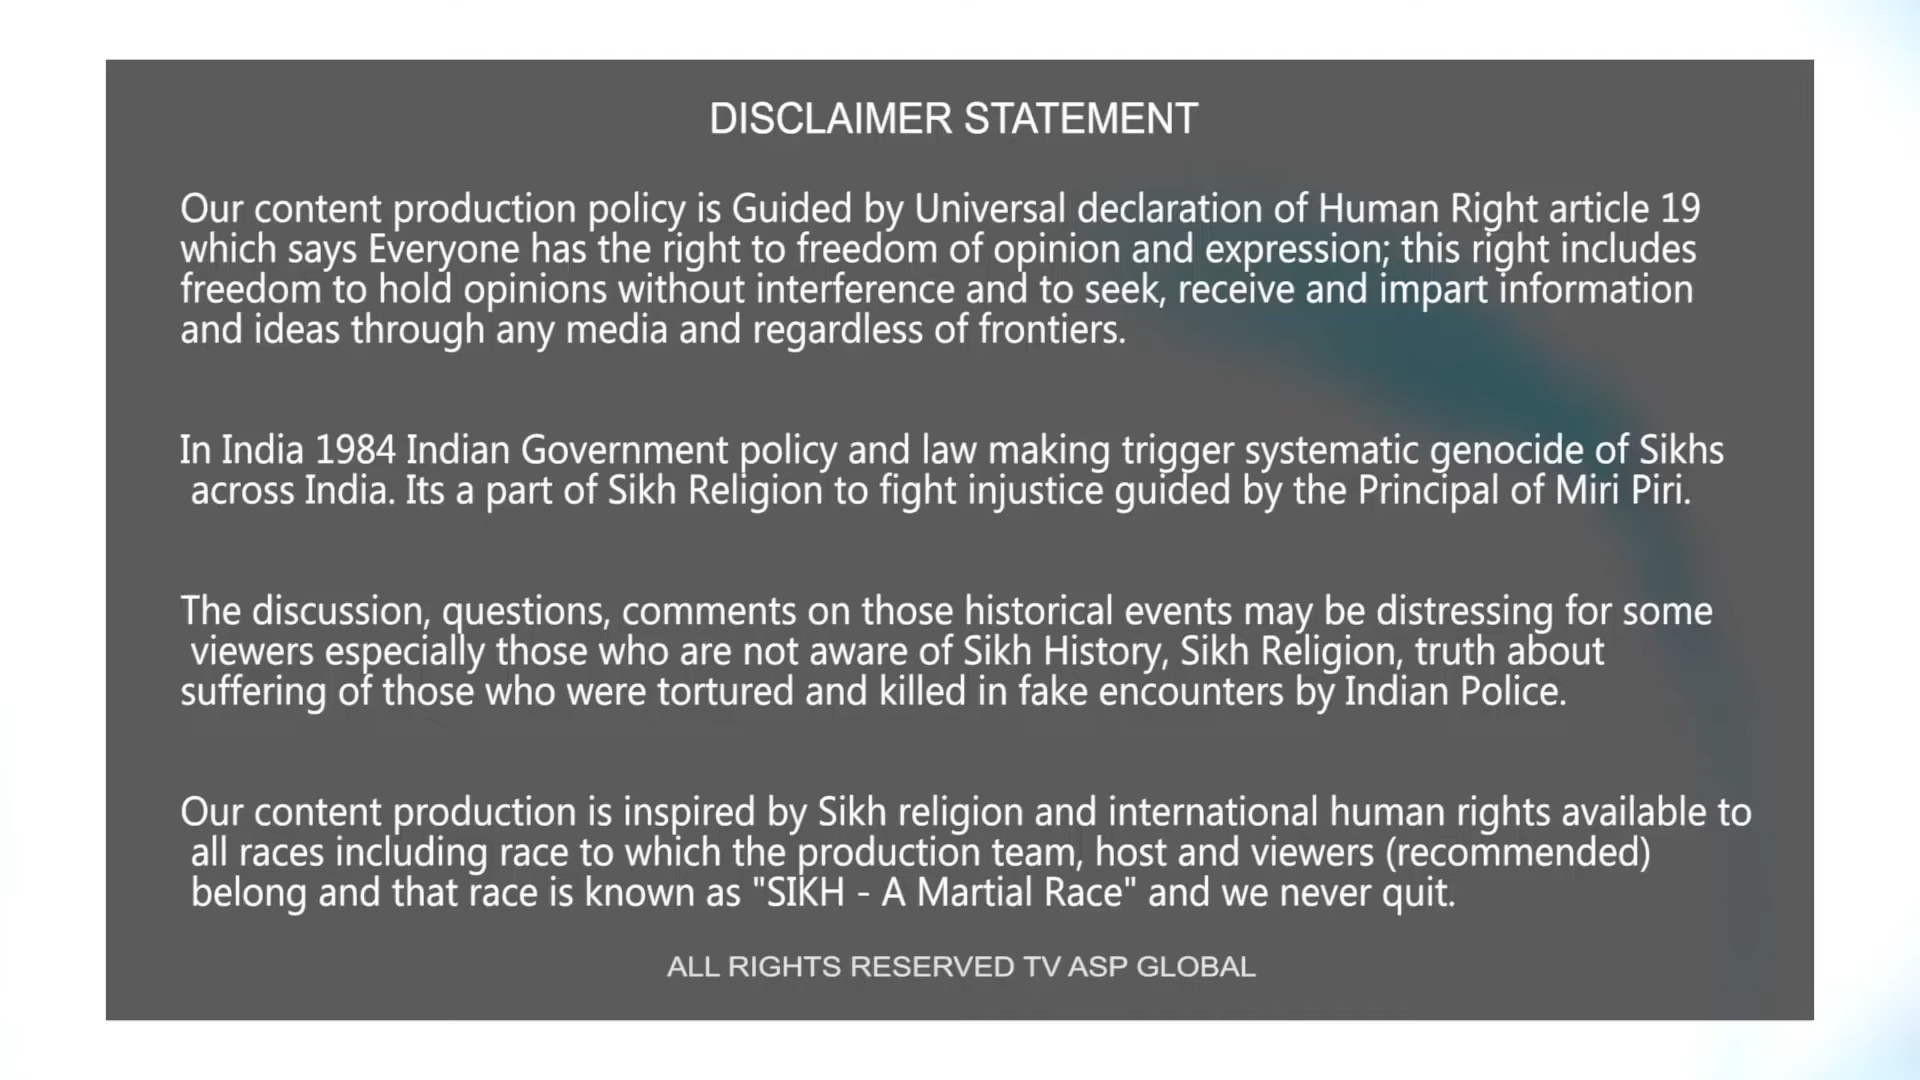 DISCLAIMER STATEMENT
Our content production policy is Guided by Universal declaration of Human Right article 19
which says Everyone has the right to freedom of opinion and expression; this right includes
freedom to hold opinions without interference and to seek, receive and impart information
and ideas through any media and regardless of frontiers.
In India 1984 Indian Government policy and law making trigger systematic genocide of Sikhs
across India. Its a part of Sikh Religion to fight injustice guided by the Principal of Miri Piri.
The discussion, questions, comments on those historical events may be distressing for some
viewers especially those who are not aware of Sikh History, Sikh Religion, truth about
suffering of those who were tortured and killed in fake encounters by Indian Police.
Our content production is inspired by Sikh religion and international human rights available to
all races including race to which the production team, host and viewers (recommended)
belong and that race is known as "SIKH - A Martial Race" and we never quit.
ALL RIGHTS RESERVED TV ASP GLOBAL